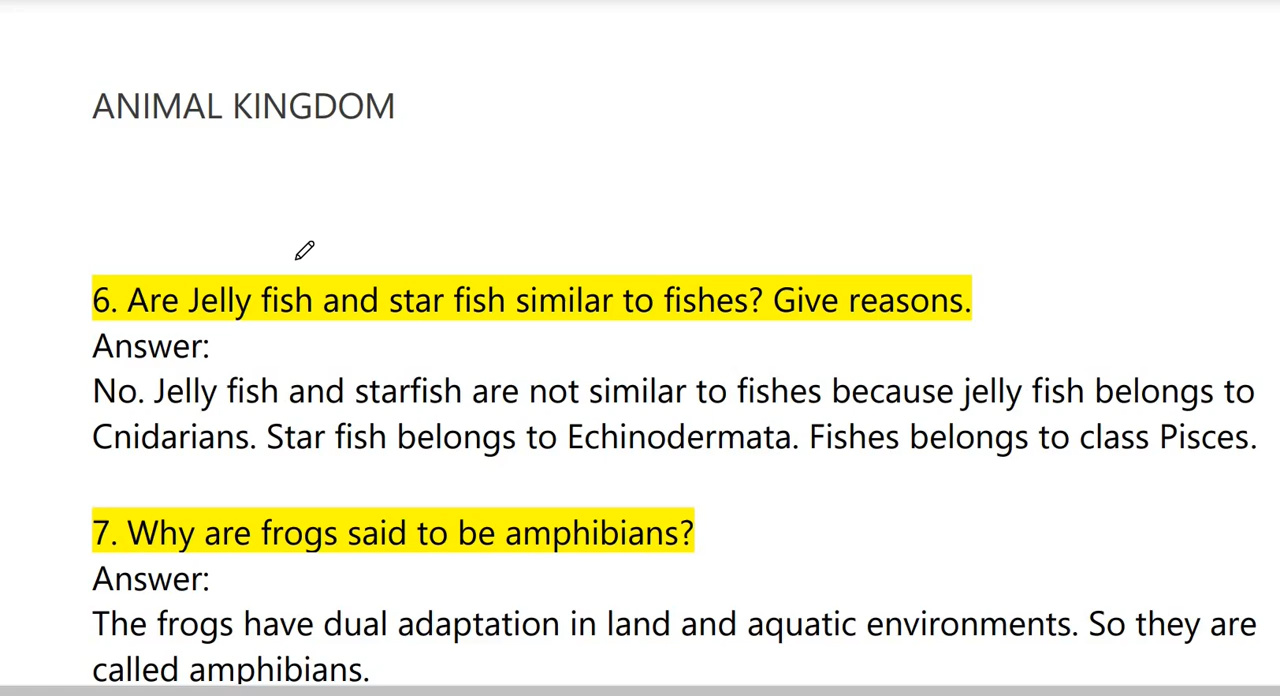 ANIMAL KINGDOM
6. Are Jelly fish and star fish similar to fishes? Give reasons.
Answer:
No. Jelly fish and starfish are not similar to fishes because jelly fish belongs to
Cnidarians. Star fish belongs to Echinodermata. Fishes belongs to class Pisces.
7. Why are frogs said to be amphibians?
Answer:
The frogs have dual adaptation in land and aquatic environments. So they are
called amphibians.